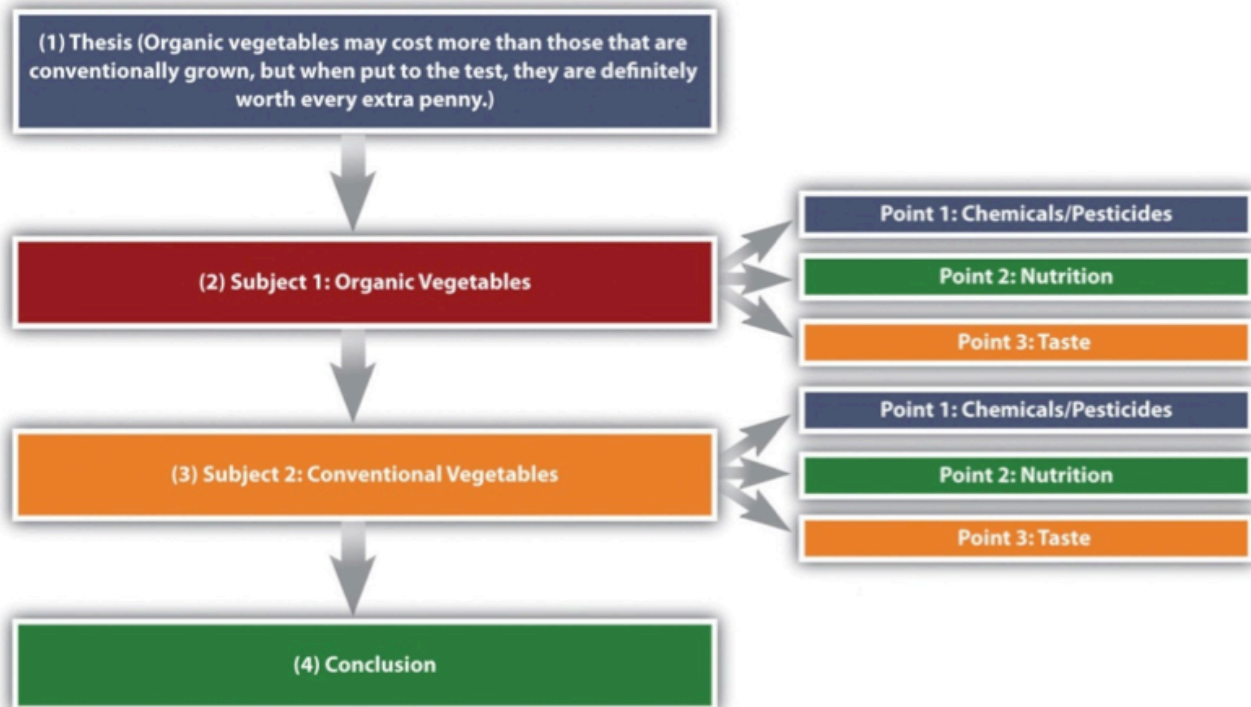 (1) Thesis (Organic vegetables may cost more than those that are
conventionally grown, but when put to the test, they are definitely
worth every extra penny.)
(2) Subject 1: Organic Vegetables
Point 1: Chemicals/Pesticides
Point 2: Nutrition
Point 3: Taste
(3) Subject 2: Conventional Vegetables
Point 1: Chemicals/Pesticides
Point 2: Nutrition
Point 3: Taste
(4) Conclusion